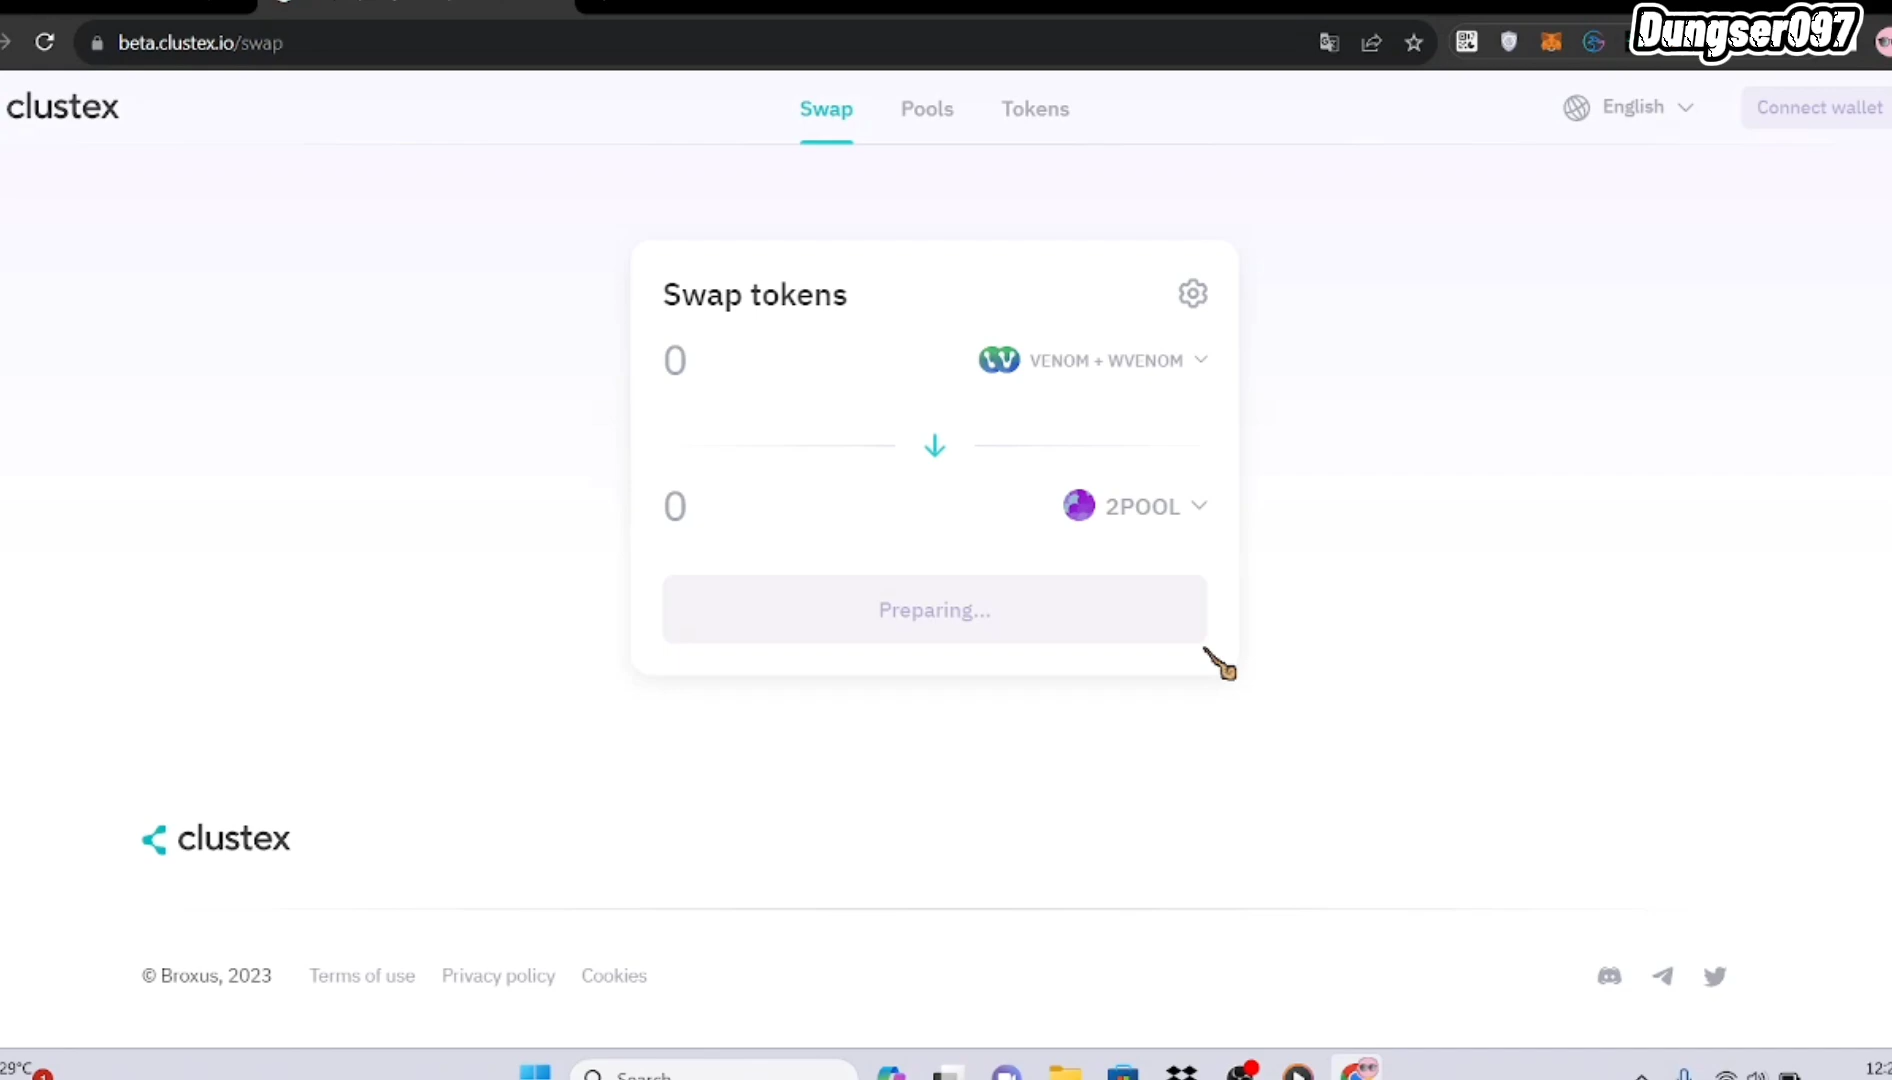 Dungser097
beta.clustex.io/swap
clustex
Swap
Pools
Tokens
English
Connect wallet
Swap tokens
0
VENOM + WVENOM
0
2POOL
Preparing...
clustex
© Broxus, 2023
Terms of use
Privacy policy
Cookies
29°C
1
Search